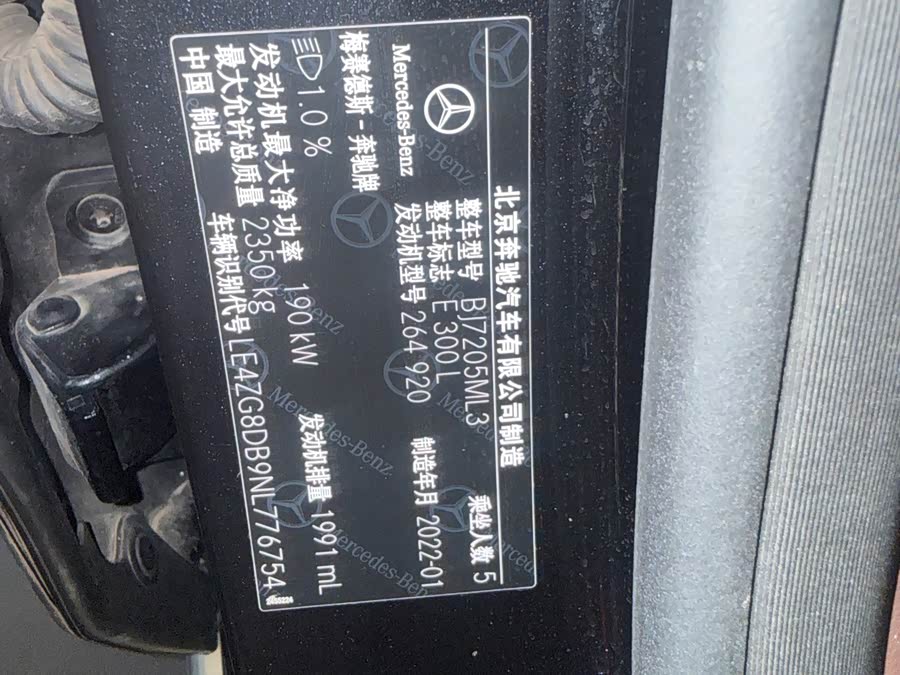 北京奔驰汽车有限公司制造
Mercedes-Benz
梅赛德斯-奔驰牌
整车型号 BJ7205ML3 乘坐人数 5
整车标志 E 300 L
发动机型号 264 920 制造年月 2022-01
1.0 %
发动机最大净功率 190 kW 发动机排量 1991 mL
最大允许总质量 2350kg
中国 制造 车辆识别代号 LE4ZG8DB9NL776754